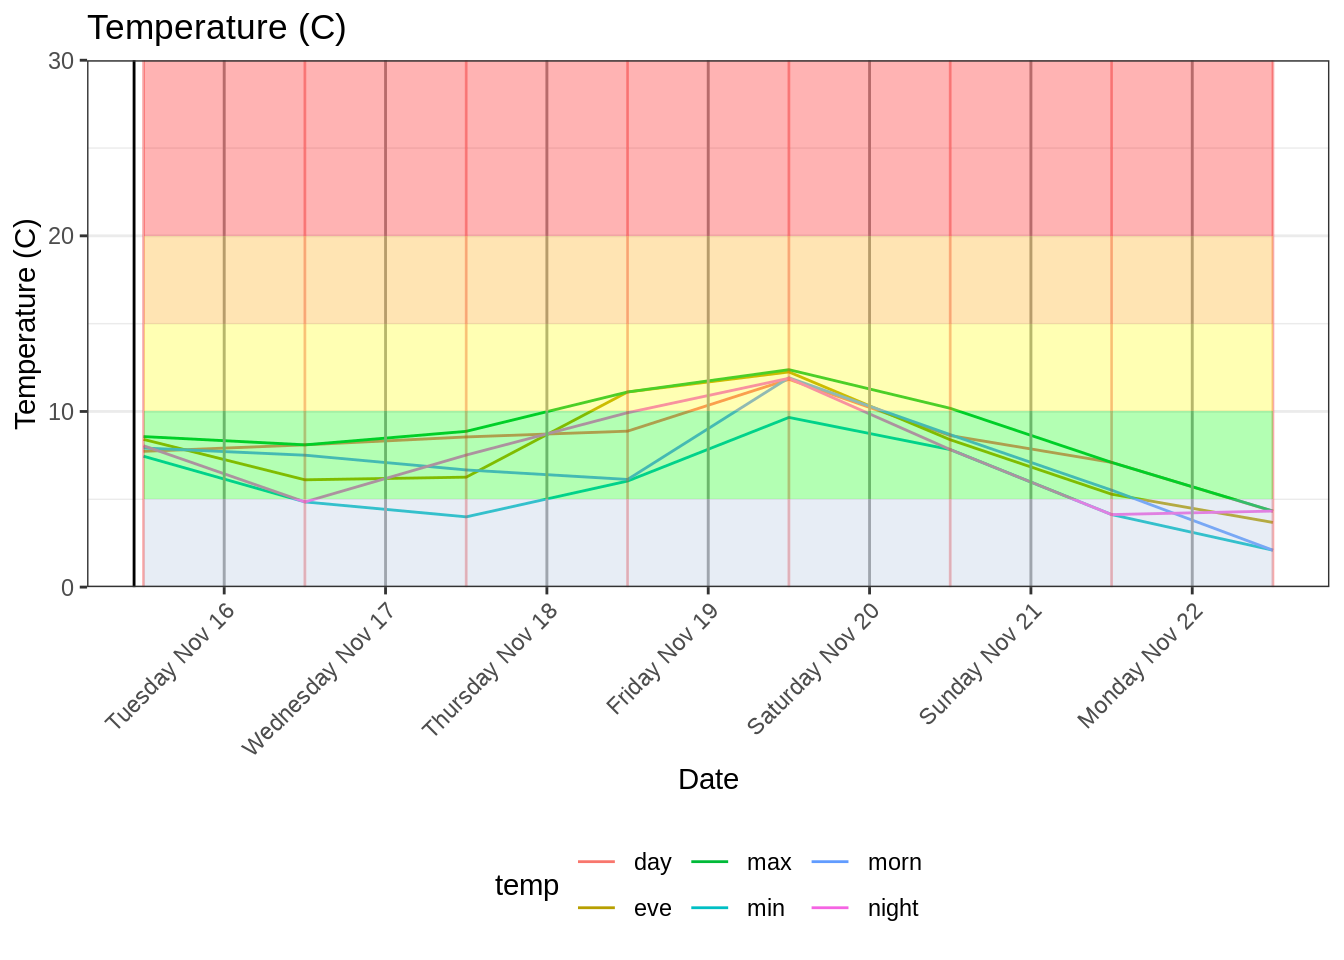 Temperature (C)
Temperature (C)
30
20
10
0
Tuesday Nov 16
Wednesday Nov 17
Thursday Nov 18
Friday Nov 19
Saturday Nov 20
Sunday Nov 21
Monday Nov 22
Date
temp
day max morn
eve min night